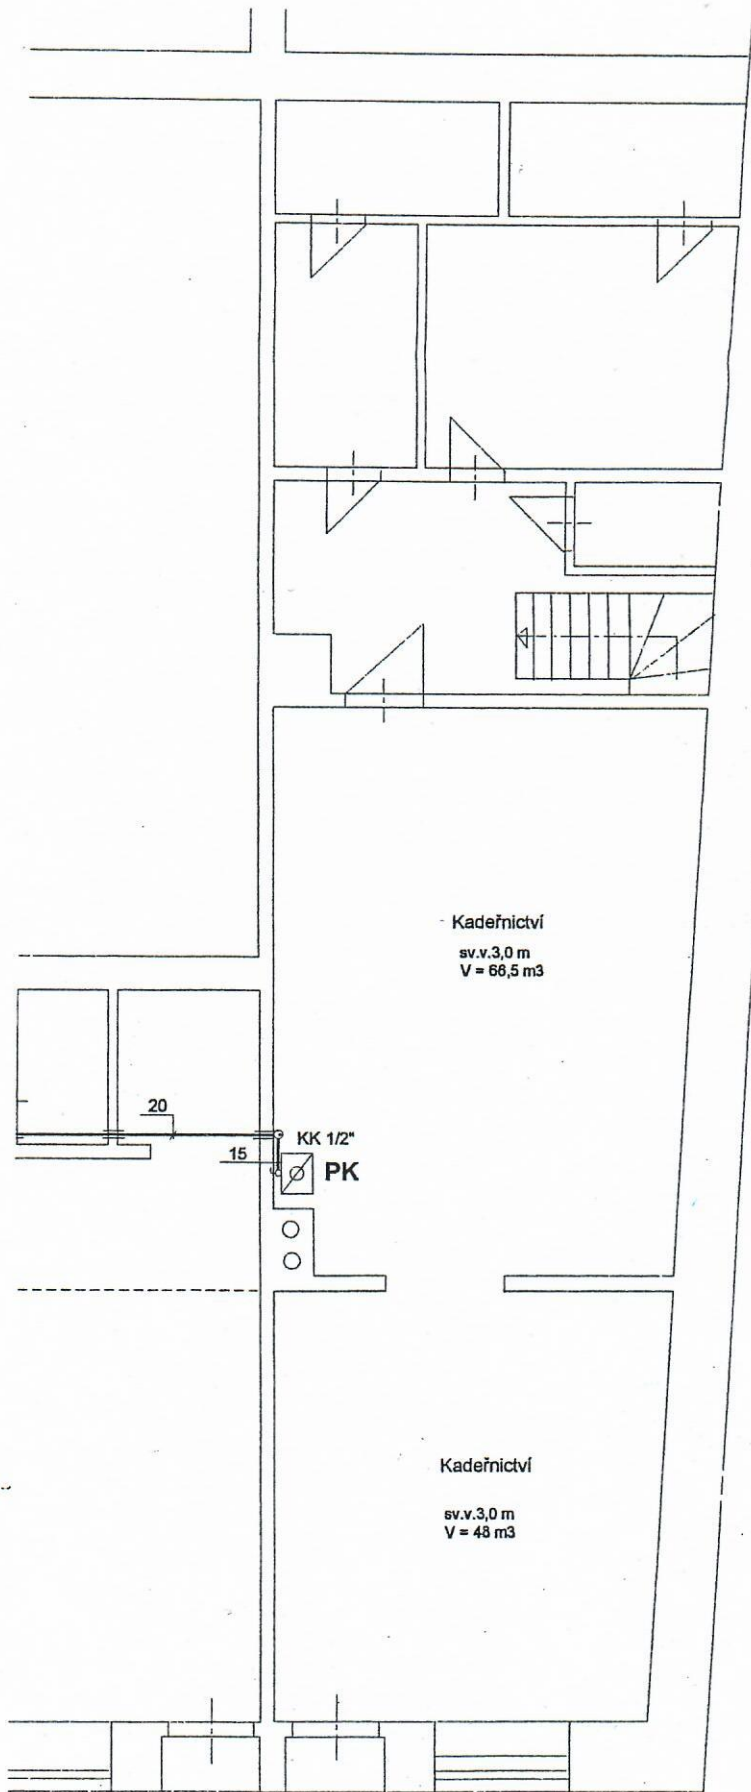 Kadeřnictví
sv.v.3,0 m
V = 66,5 m3
20
KK 1/2"
15
PK
Kadeřnictví
sv.v.3,0 m
V = 48 m3